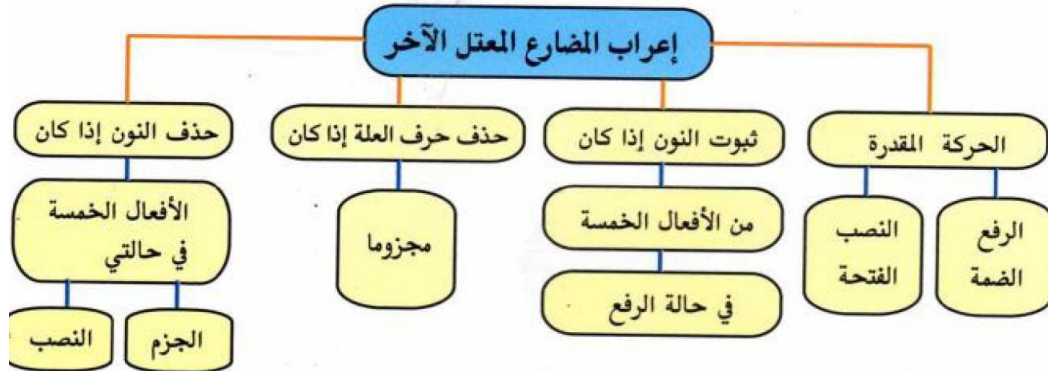 إعراب المضارع المعتل الآخر
الحركة المقدرة
الرفع
الضمة
النصب
الفتحة
ثبوت النون إذا كان
من الأفعال الخمسة
في حالة الرفع
حذف حرف العلة إذا كان
مجزوما
حذف النون إذا كان
الأفعال الخمسة
في حالتي
الجزم
النصب